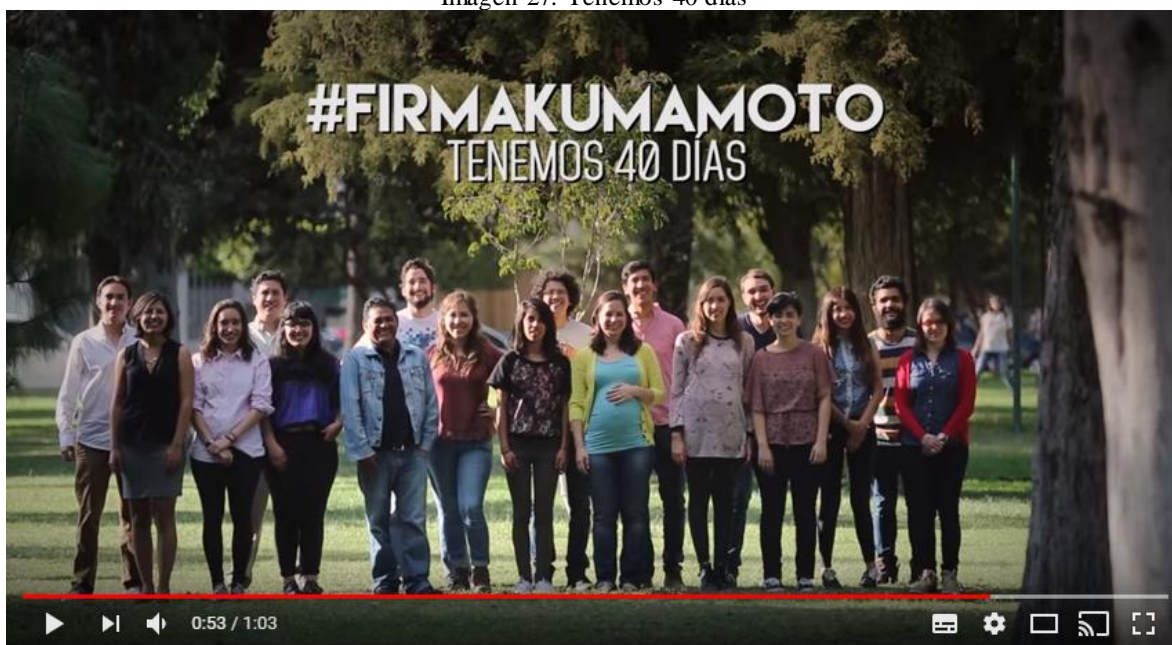 Imagen 27. Tenemos 40 días
#FIRMAKUMAMOTO
TENEMOS 40 DÍAS
0:53 / 1:03